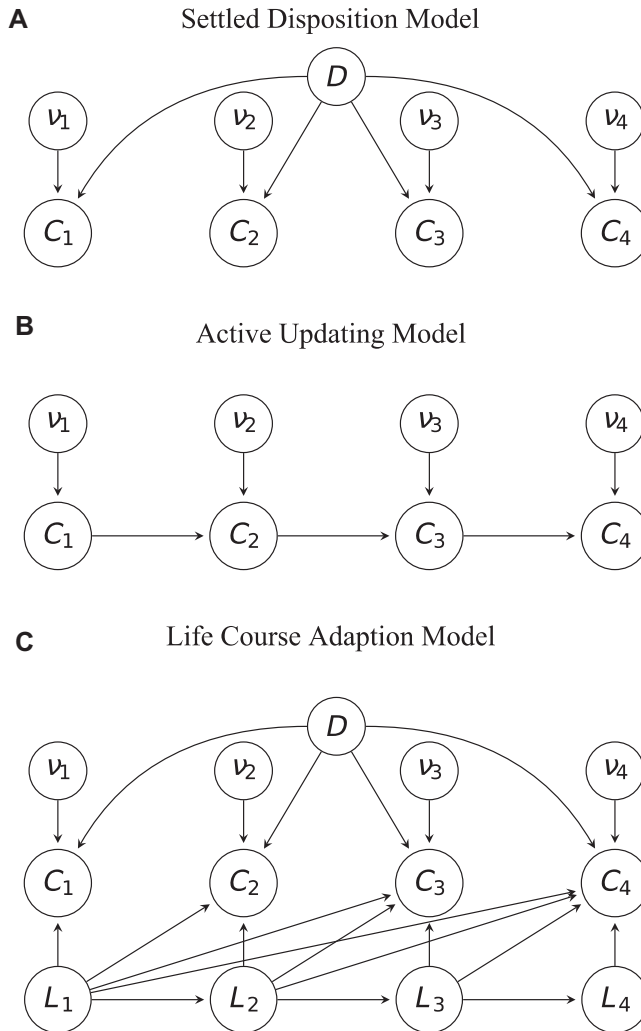 A
Settled Disposition Model
D
ν1 ν2 ν3 ν4
C1 C2 C3 C4
B
Active Updating Model
ν1 ν2 ν3 ν4
C1 C2 C3 C4
C
Life Course Adaption Model
D
ν1 ν2 ν3 ν4
C1 C2 C3 C4
L1 L2 L3 L4